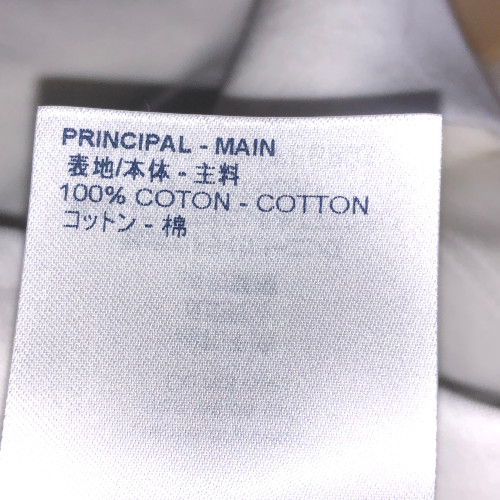 PRINCIPAL - MAIN
表地/本体 - 主料
100% COTON - COTTON
コットン - 棉